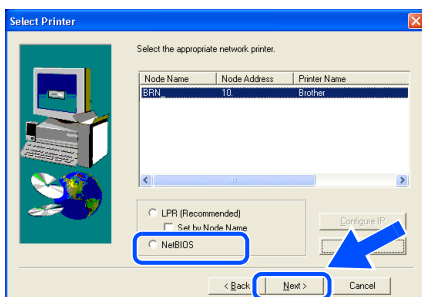 Select Printer
Select the appropriate network printer.
Node Name Node Address Printer Name
BRN_ 10. Brother
LPR (Recommended)
Set by Node Name
Configure IP
NetBIOS
< Back Next > Cancel